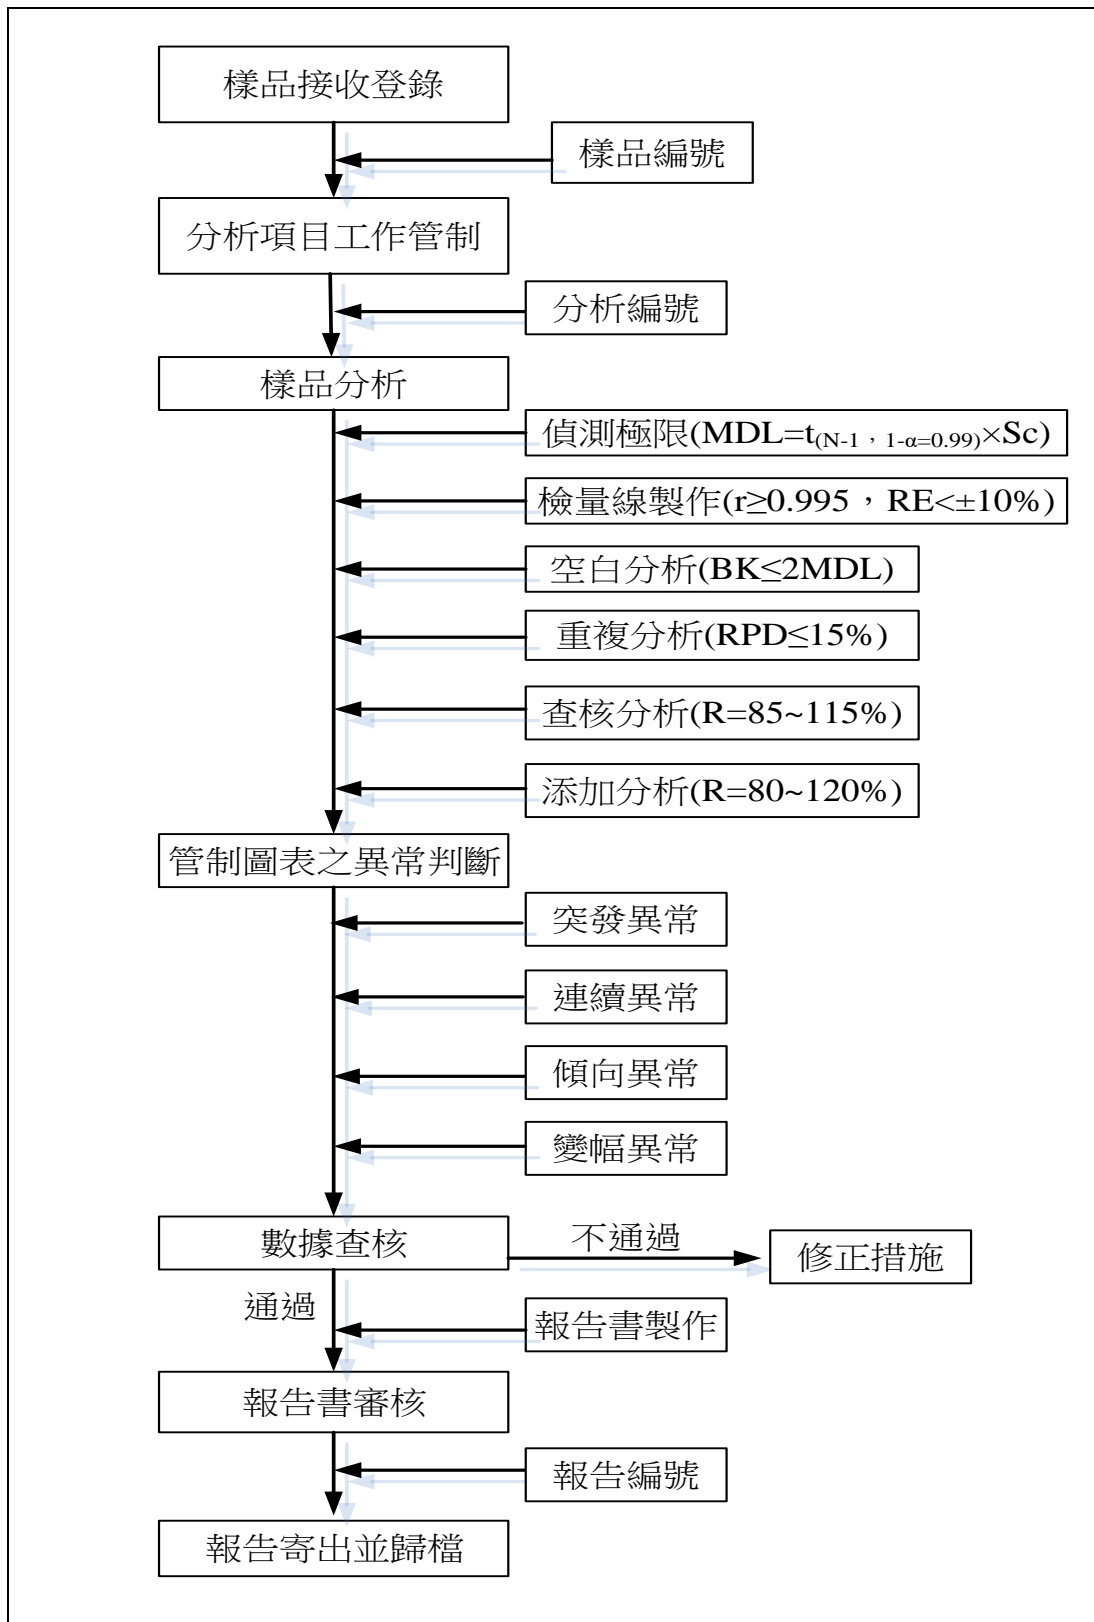 樣品接收登錄
樣品編號
分析項目工作管制
分析編號
樣品分析
偵測極限(MDL=t(N-1，1-α=0.99)×Sc)
檢量線製作(r≥0.995，RE<±10%)
空白分析(BK≤2MDL)
重複分析(RPD≤15%)
查核分析(R=85~115%)
添加分析(R=80~120%)
管制圖表之異常判斷
突發異常
連續異常
傾向異常
變幅異常
數據查核
不通過
修正措施
通過
報告書製作
報告書審核
報告編號
報告寄出並歸檔